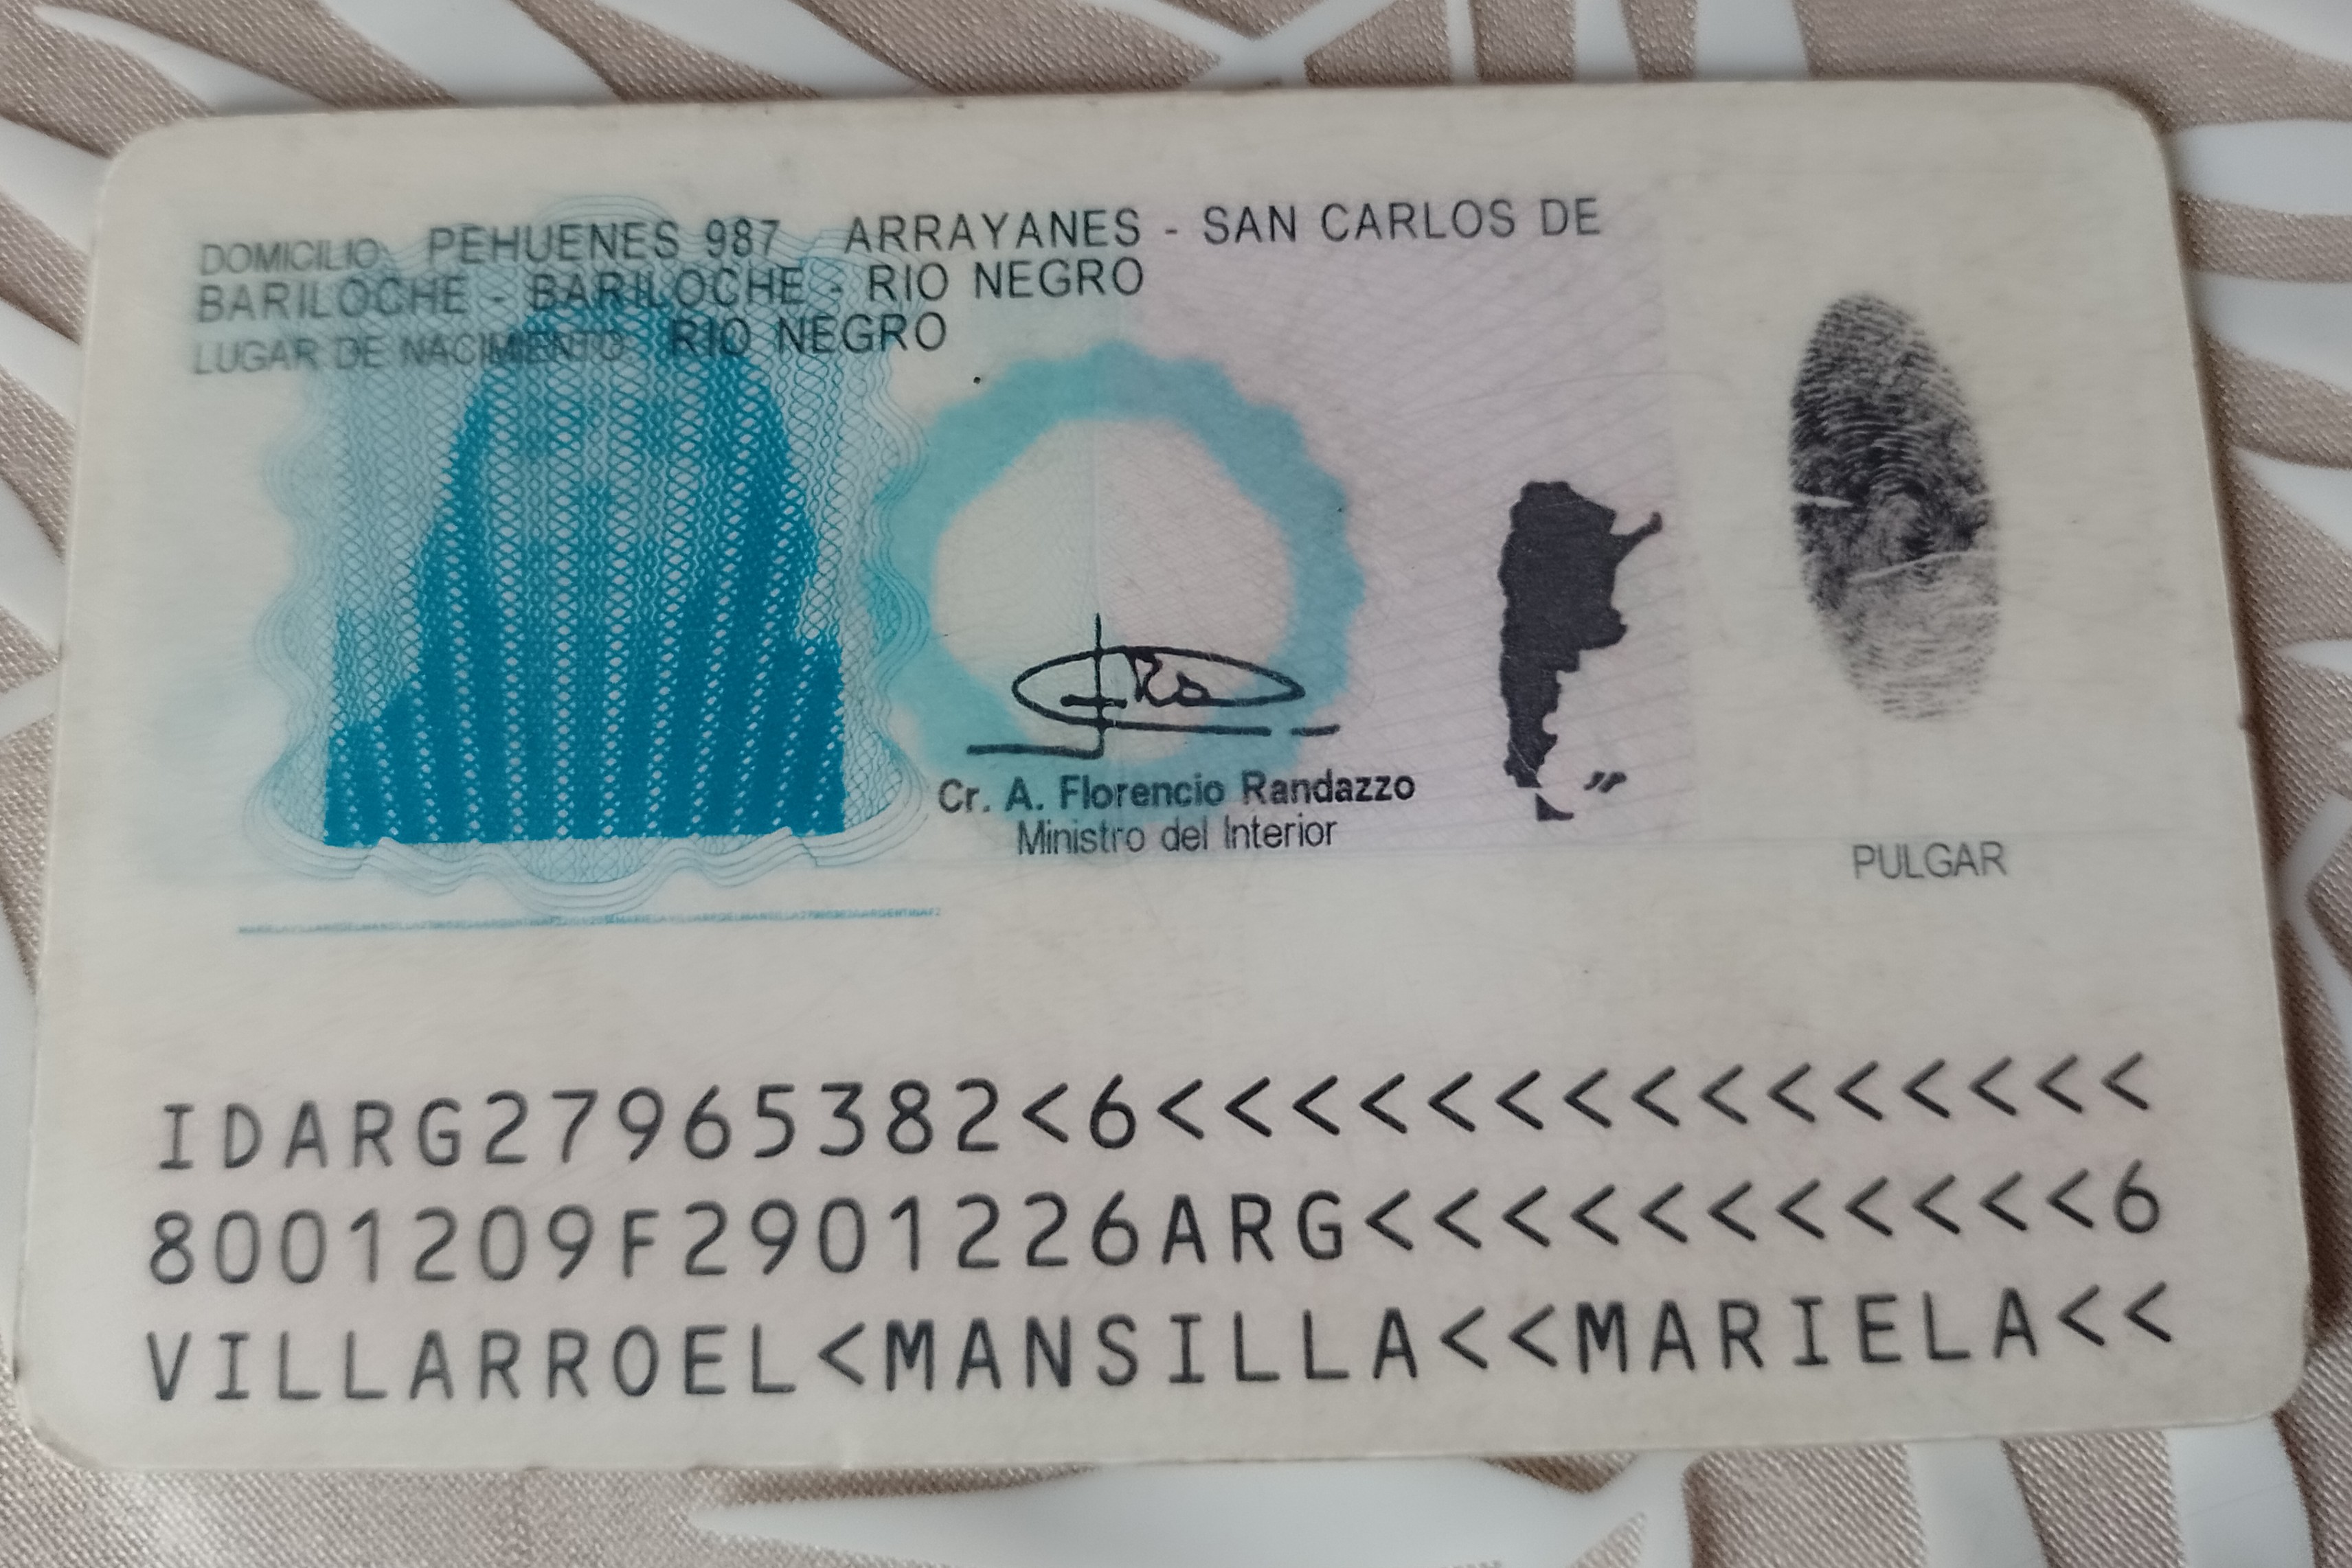 DOMICILIO: PEHUENES 987 ARRAYANES - SAN CARLOS DE
BARILOCHE - BARILOCHE - RIO NEGRO
LUGAR DE NACIMIENTO: RIO NEGRO
Cr. A. Florencio Randazzo
Ministro del Interior
PULGAR
IDARG27965382<6<<<<<<<<<<<<<<<
8001209F2901226ARG<<<<<<<<<<<6
VILLARROEL<MANSILLA<<MARIELA<<